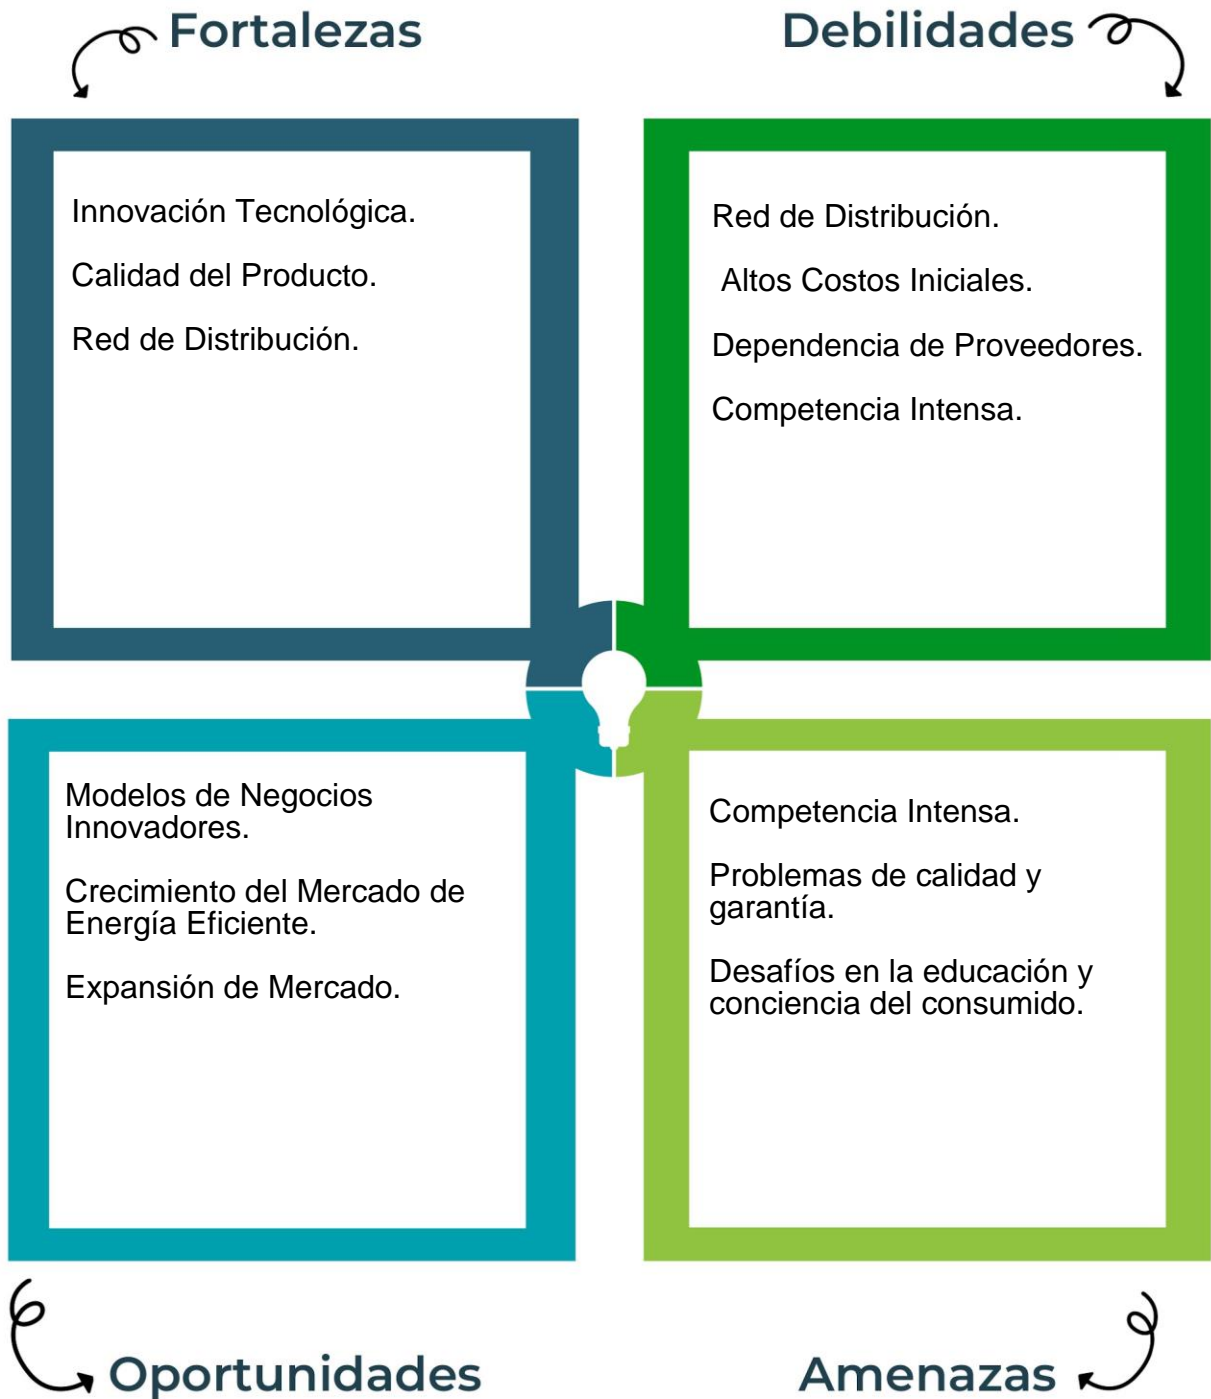 Fortalezas
Innovación Tecnológica.
Calidad del Producto.
Red de Distribución.
Debilidades
Red de Distribución.
Altos Costos Iniciales.
Dependencia de Proveedores.
Competencia Intensa.
Modelos de Negocios
Innovadores.
Crecimiento del Mercado de
Energía Eficiente.
Expansión de Mercado.
Oportunidades
Competencia Intensa.
Problemas de calidad y
garantía.
Desafíos en la educación y
conciencia del consumido.
Amenazas